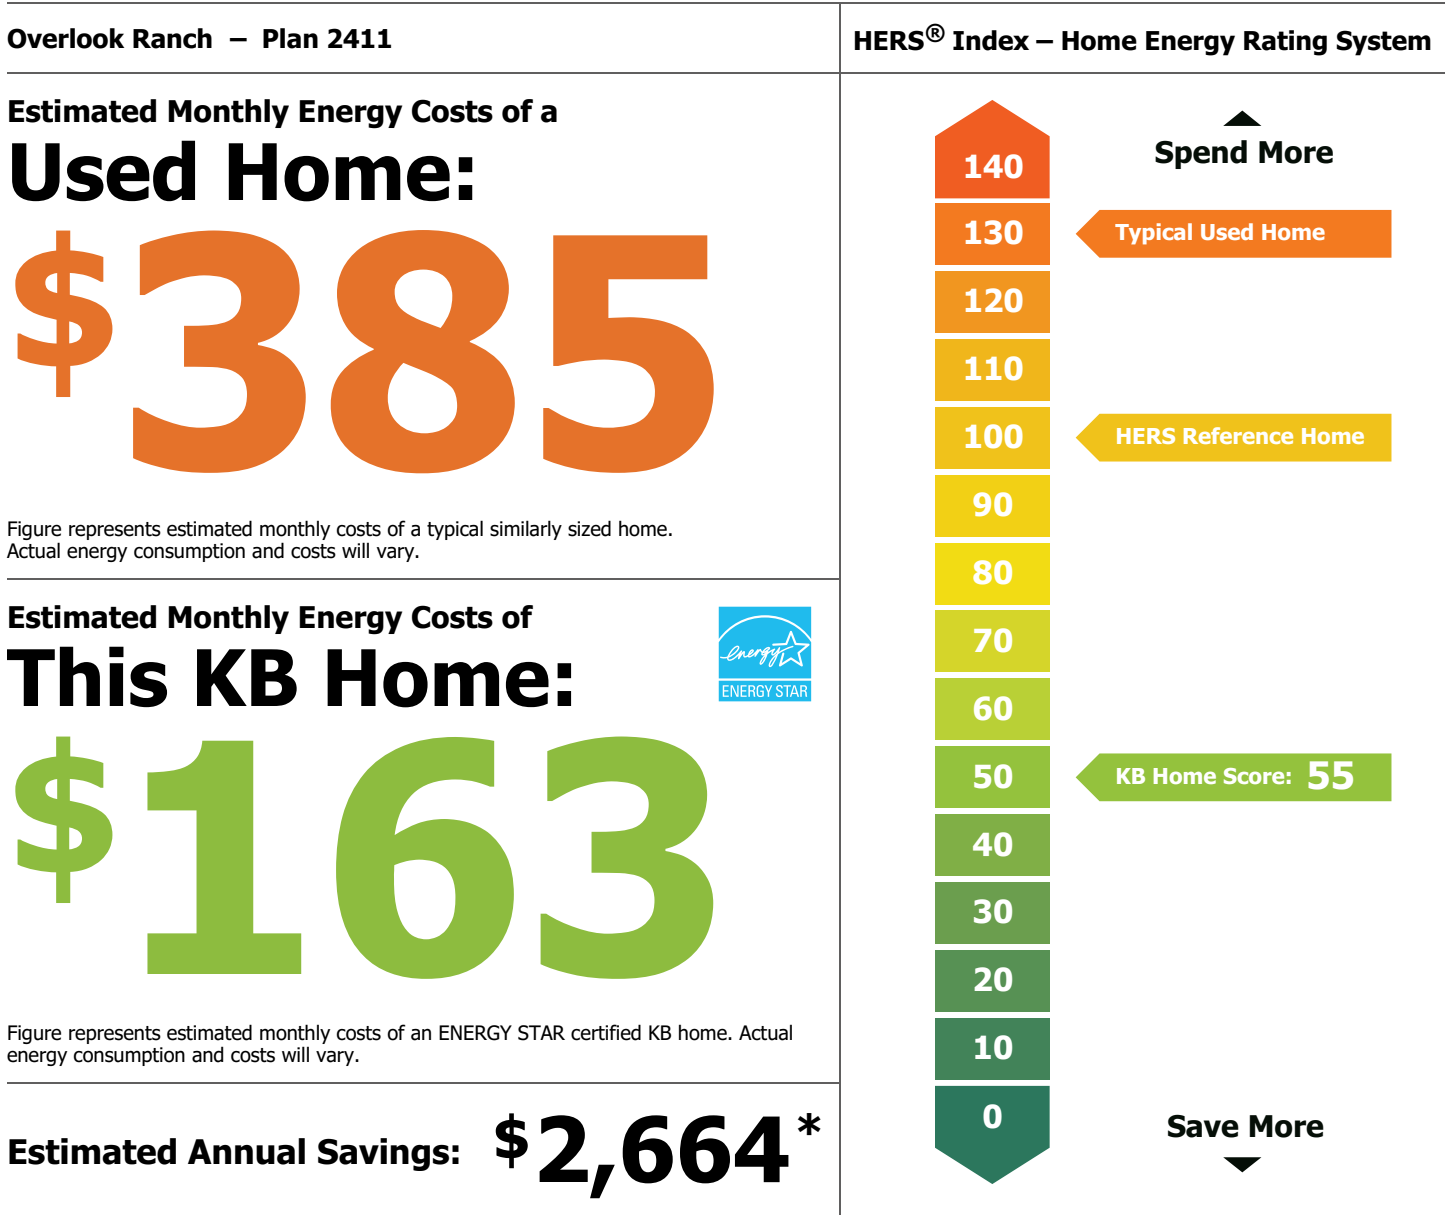 Overlook Ranch – Plan 2411
Estimated Monthly Energy Costs of a
Used Home:
$385
Figure represents estimated monthly costs of a typical similarly sized home.
Actual energy consumption and costs will vary.
Estimated Monthly Energy Costs of
This KB Home:
energy
ENERGY STAR
$163
Figure represents estimated monthly costs of an ENERGY STAR certified KB home. Actual
energy consumption and costs will vary.
Estimated Annual Savings: $2,664*
HERS® Index – Home Energy Rating System
Spend More
140
130 Typical Used Home
120
110
100 HERS Reference Home
90
80
70
60
50 KB Home Score: 55
40
30
20
10
0
Save More